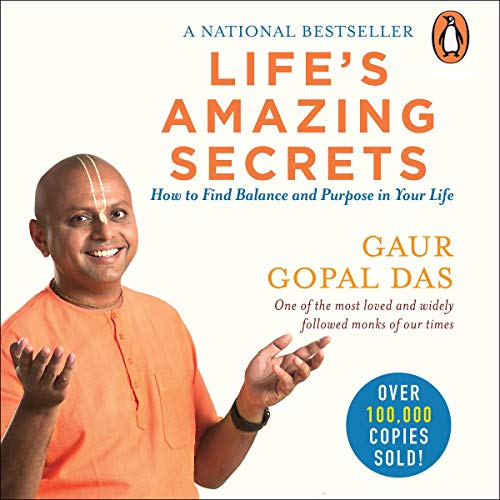 A NATIONAL BESTSELLER
LIFE'S
AMAZING
SECRETS
How to Find Balance and Purpose in Your Life
GAUR
GOPAL DAS
One of the most loved and widely
followed monks of our times
OVER
100,000
COPIES
SOLD!